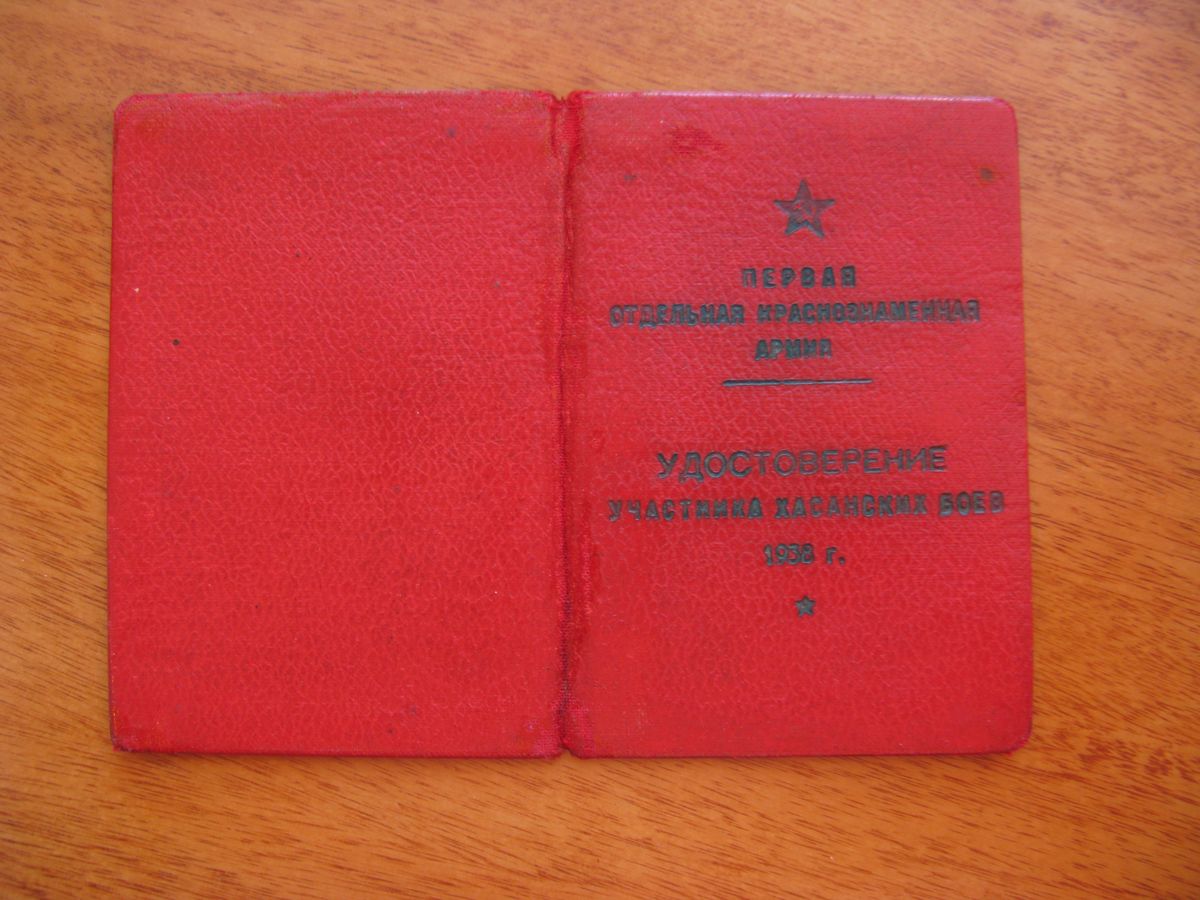 ПЕРВАЯ
ОТДЕЛЬНАЯ КРАСНОЗНАМЕННАЯ
АРМИЯ
УДОСТОВЕРЕНИЕ
УЧАСТНИКА ХАСАНСКИХ БОЕВ
1938 г.